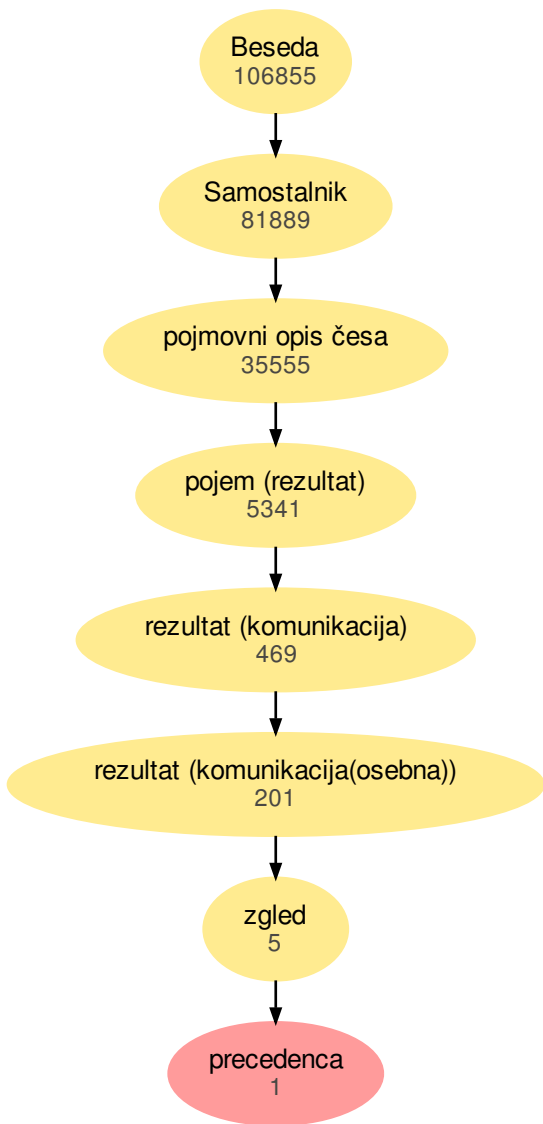 Beseda
106855
Samostalnik
81889
pojmovni opis česa
35555
pojem (rezultat)
5341
rezultat (komunikacija)
469
rezultat (komunikacija(osebna))
201
zgled
5
precedenca
1